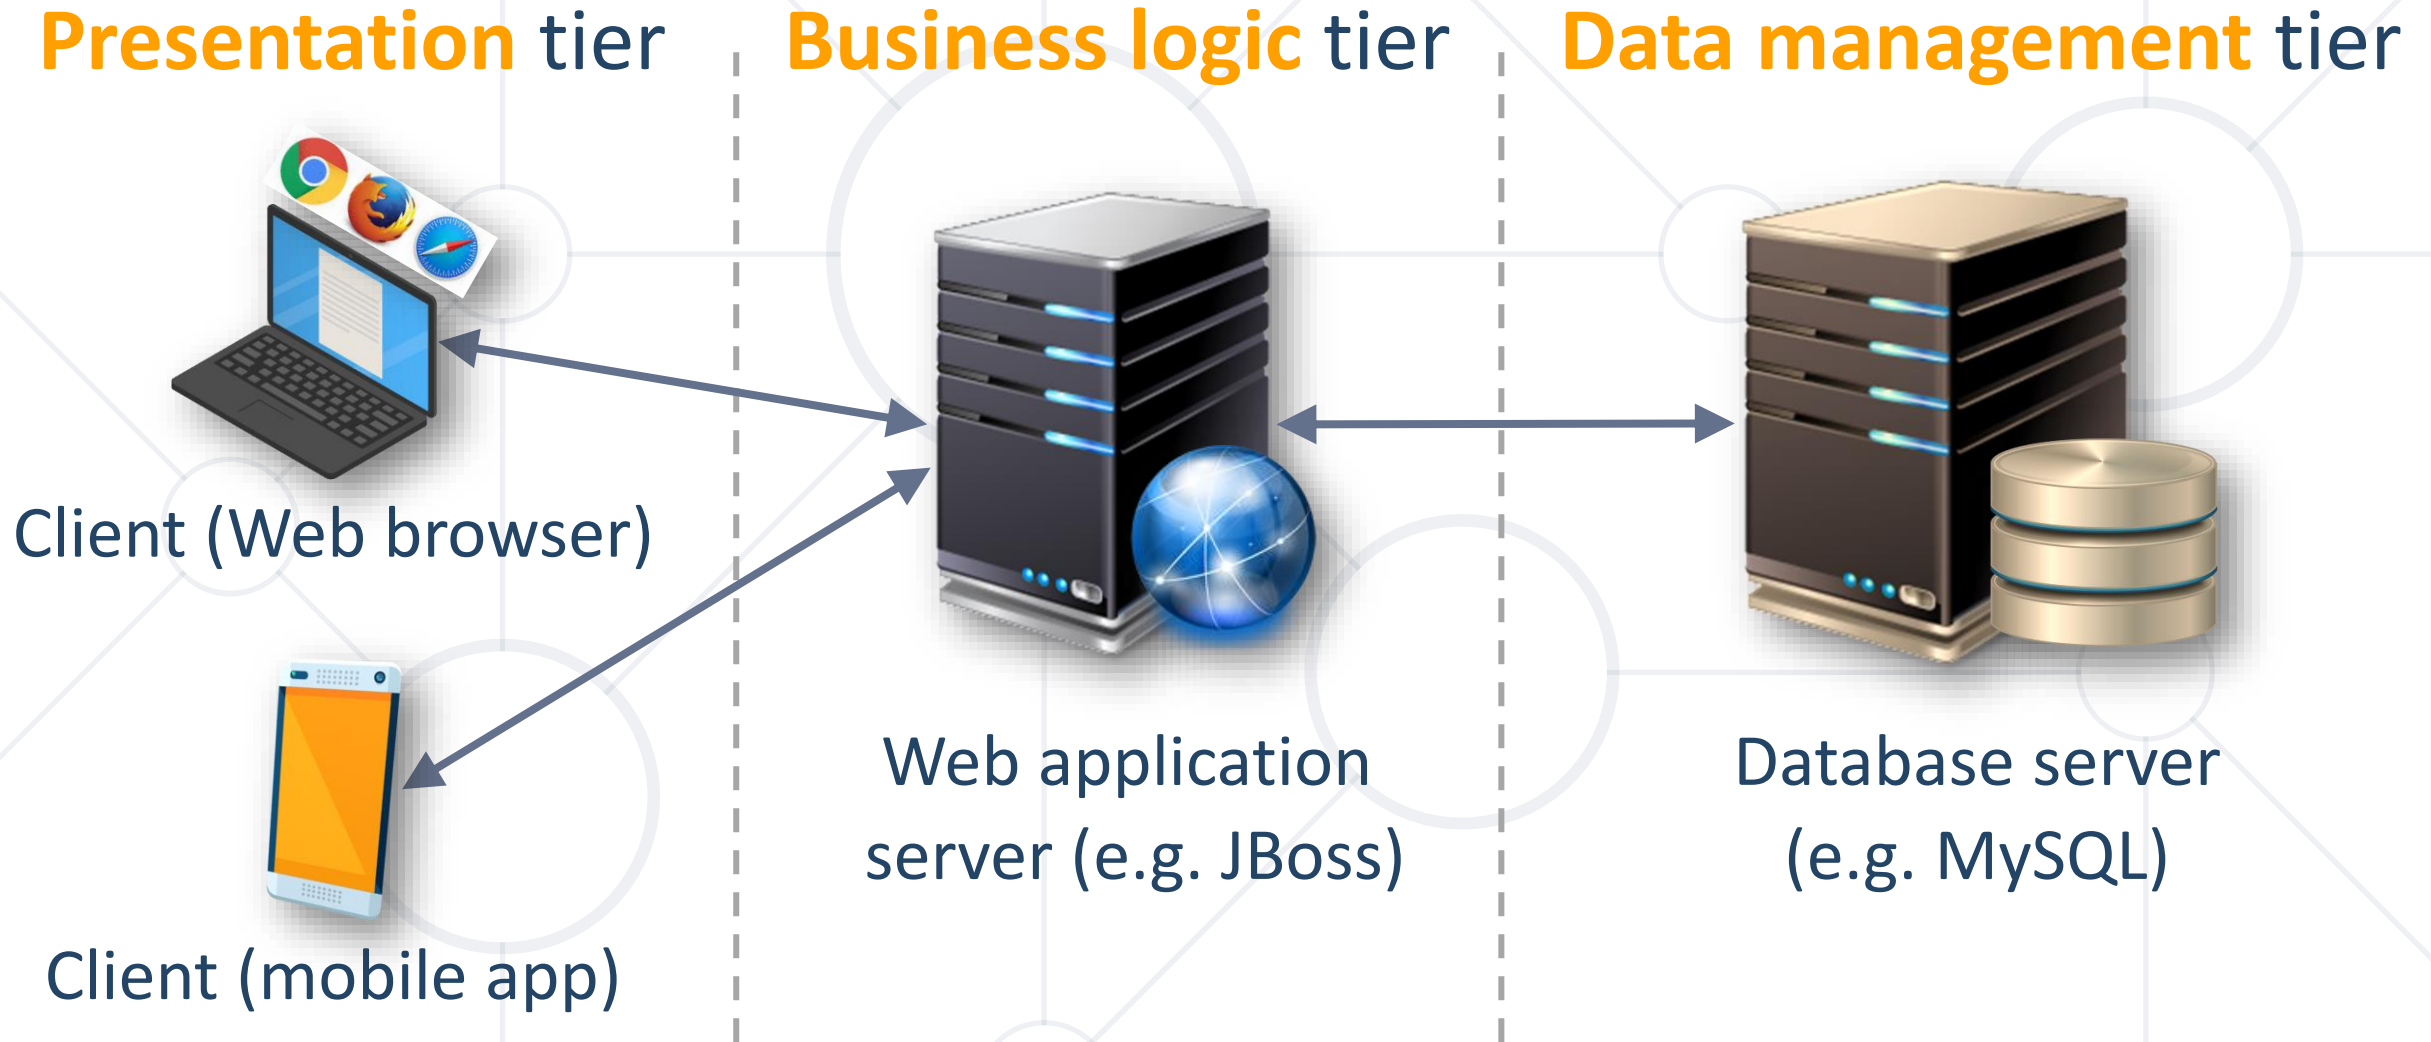 Presentation tier
Business logic tier
Data management tier
Client (Web browser)
Client (mobile app)
Web application
server (e.g. JBoss)
Database server
(e.g. MySQL)